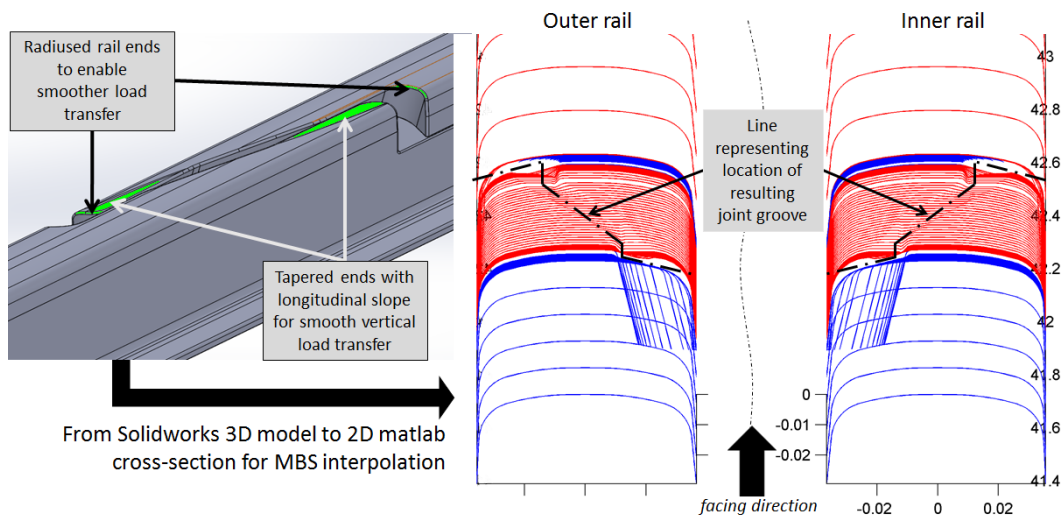 Radiused rail ends
to enable
smoother load
transfer
Tapered ends with
longitudinal slope
for smooth vertical
load transfer
From Solidworks 3D model to 2D matlab
cross-section for MBS interpolation
Outer rail
Inner rail
Line
representing
location of
resulting
joint groove
43
42.8
42.6
42.4
42.2
42
41.8
41.6
41.4
0
-0.01
-0.02
facing direction
-0.02
0
0.02